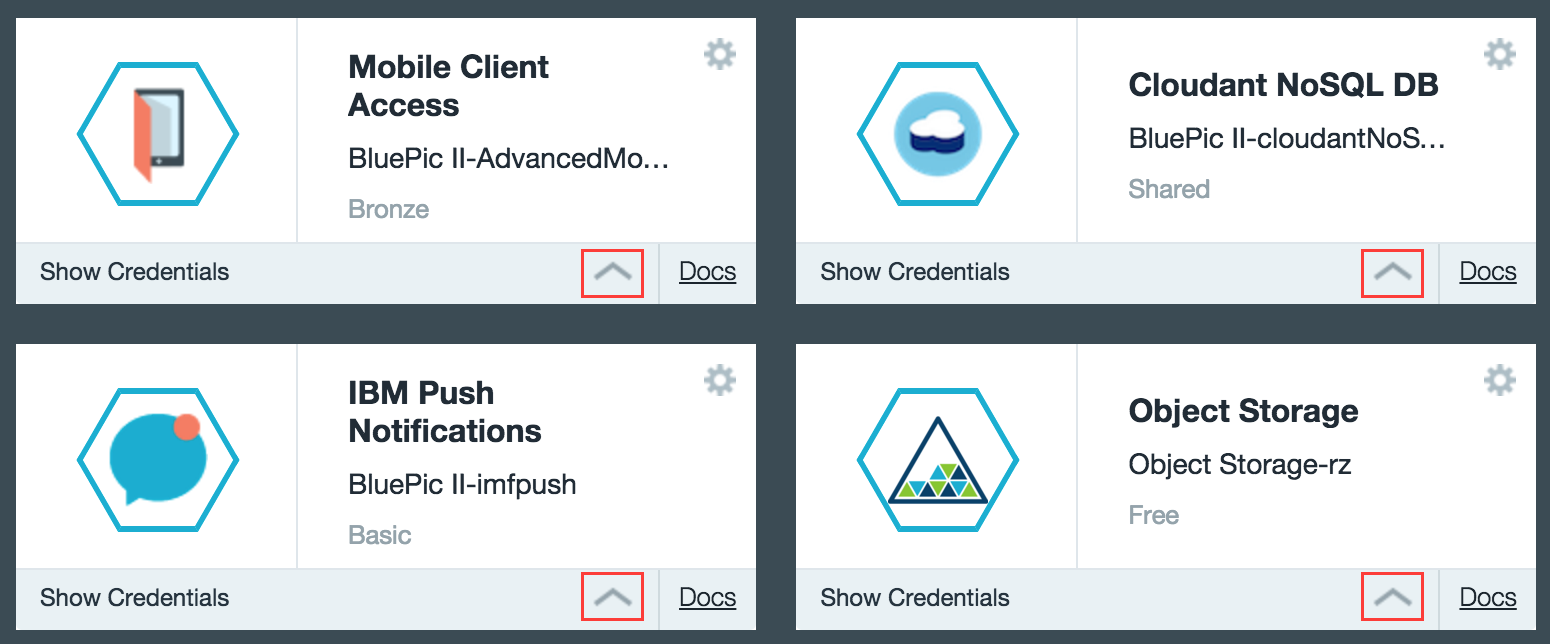 Mobile Client
Access
BluePic II-AdvancedMo...
Bronze
Show Credentials
Docs
Cloudant NoSQL DB
BluePic II-cloudantNoS...
Shared
Show Credentials
Docs
IBM Push
Notifications
BluePic II-imfpush
Basic
Show Credentials
Docs
Object Storage
Object Storage-rz
Free
Show Credentials
Docs